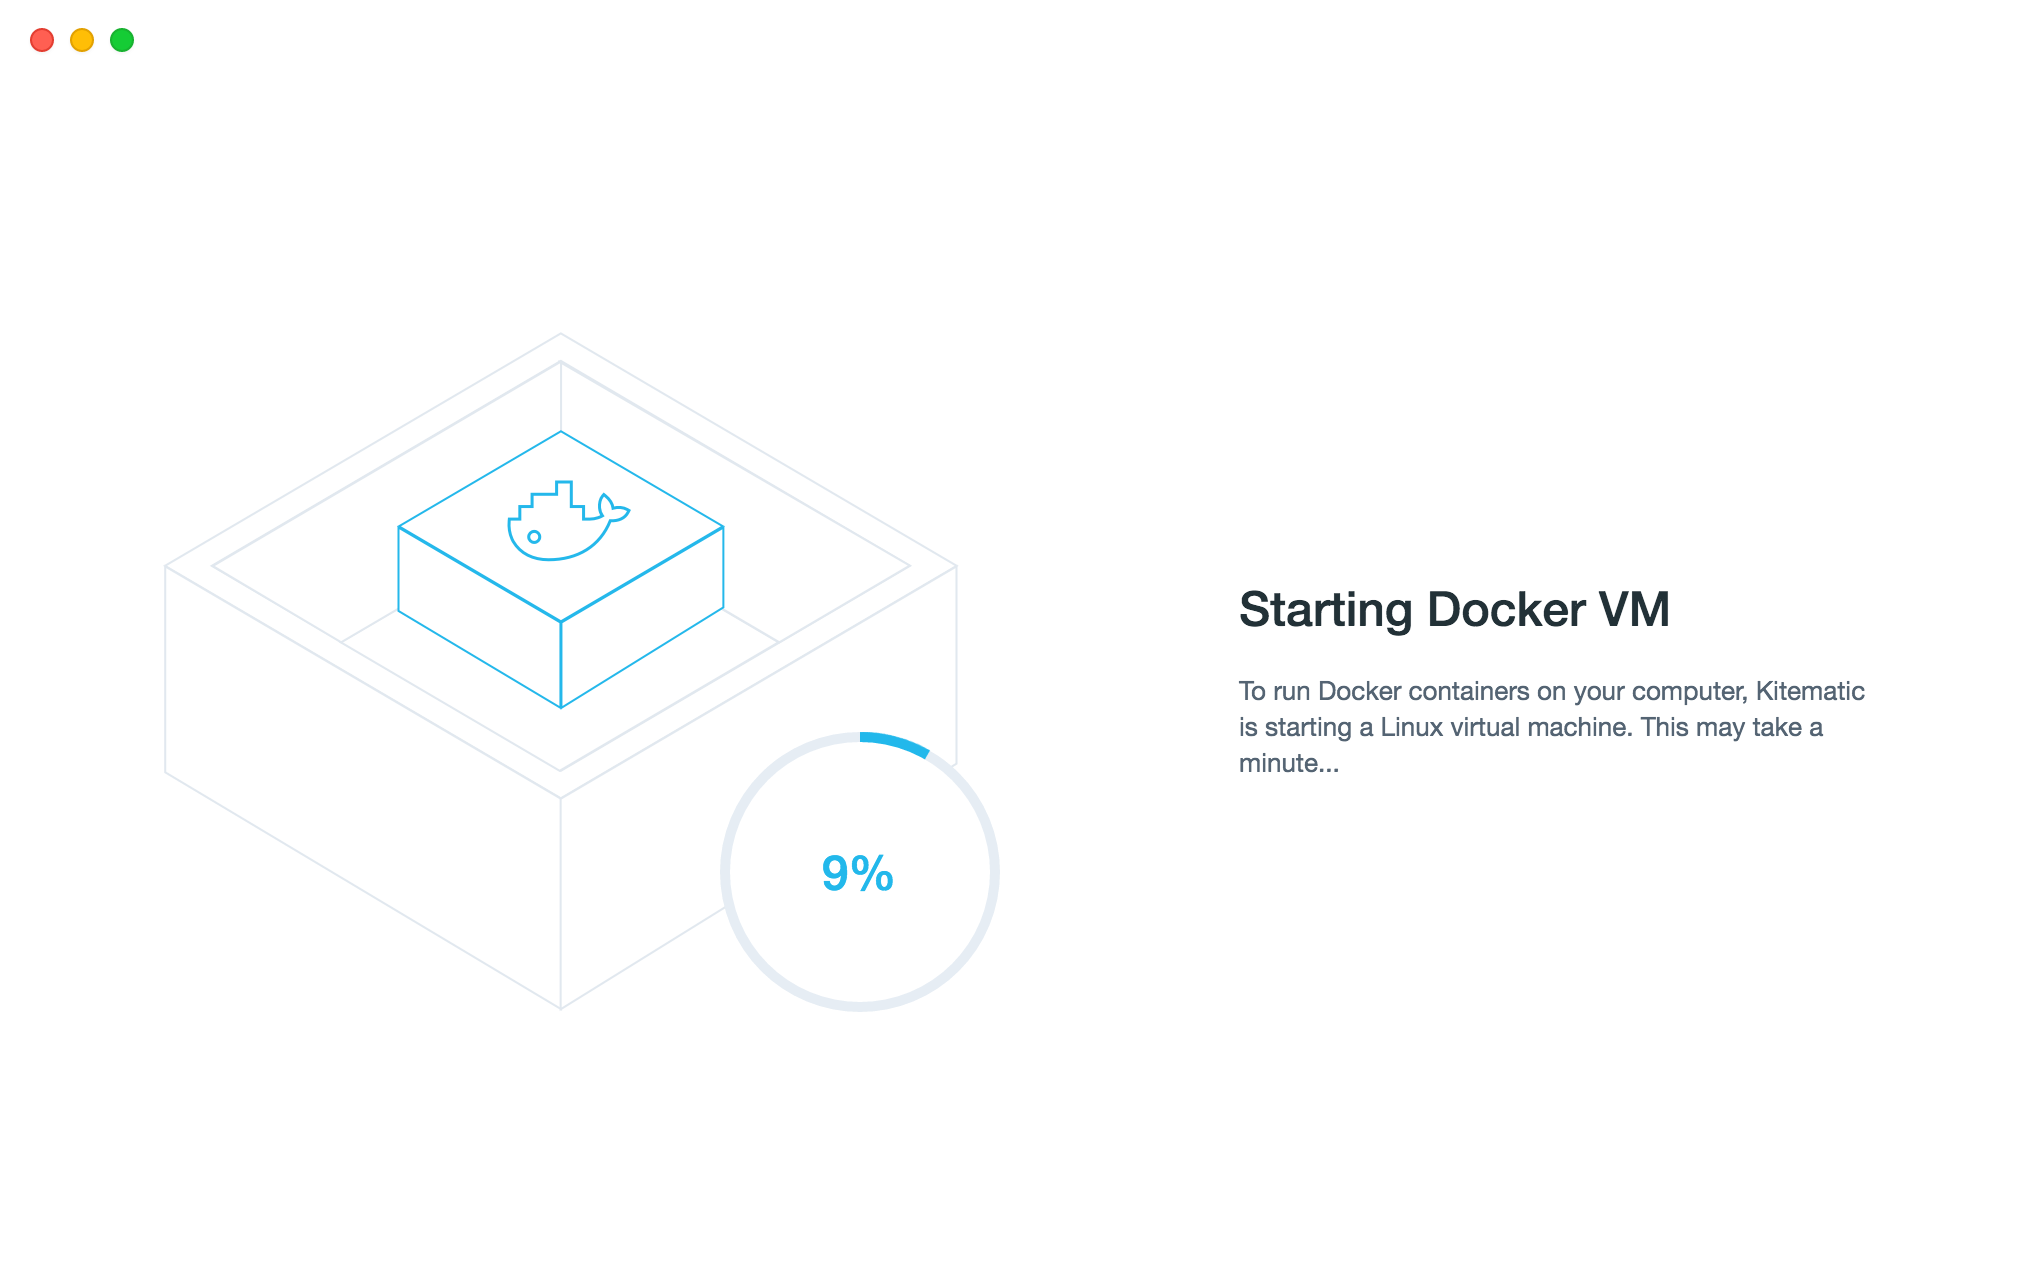 Starting Docker VM
To run Docker containers on your computer, Kitematic
is starting a Linux virtual machine. This may take a
minute...
9%